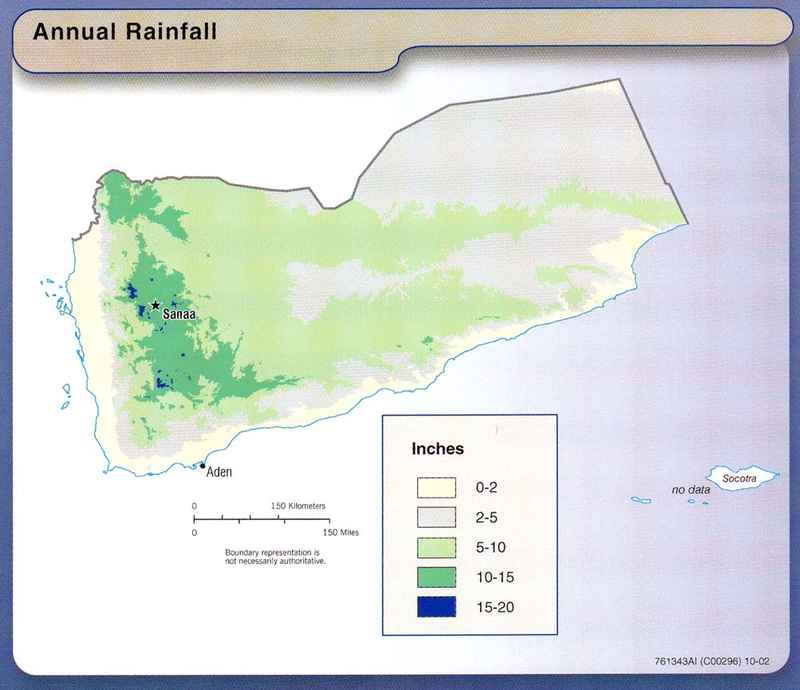 Annual Rainfall
Sanaa
Aden
0 150 Kilometers
0 150 Miles
Boundary representation is
not necessarily authoritative.
Inches
0-2
2-5
5-10
10-15
15-20
Socotra
no data
761343AI (C00296) 10-02